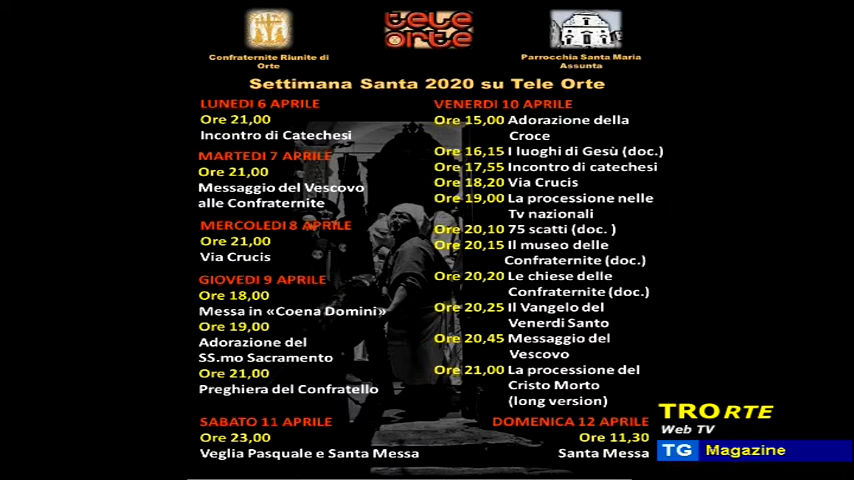 Confraternite Riunite di
Orte
TELE
ORTE
Parrocchia Santa Maria
Assunta
Settimana Santa 2020 su Tele Orte
LUNEDI 6 APRILE
Ore 21,00
Incontro di Catechesi
MARTEDI 7 APRILE
Ore 21,00
Messaggio del Vescovo
alle Confraternite
MERCOLEDI 8 APRILE
Ore 21,00
Via Crucis
GIOVEDI 9 APRILE
Ore 18,00
Messa in «Coena Domini»
Ore 19,00
Adorazione del
SS.mo Sacramento
Ore 21,00
Preghiera del Confratello
SABATO 11 APRILE
Ore 23,00
Veglia Pasquale e Santa Messa
VENERDI 10 APRILE
Ore 15,00 Adorazione della
Croce
Ore 16,15 I luoghi di Gesù (doc.)
Ore 17,55 Incontro di catechesi
Ore 18,20 Via Crucis
Ore 19,00 La processione nelle
Tv nazionali
Ore 20,10 75 scatti (doc. )
Ore 20,15 Il museo delle
Confraternite (doc.)
Ore 20,20 Le chiese delle
Confraternite (doc.)
Ore 20,25 Il Vangelo del
Venerdi Santo
Ore 20,45 Messaggio del
Vescovo
Ore 21,00 La processione del
Cristo Morto
(long version)
DOMENICA 12 APRILE
Ore 11,30
Santa Messa
TRORTE
Web TV
TG Magazine